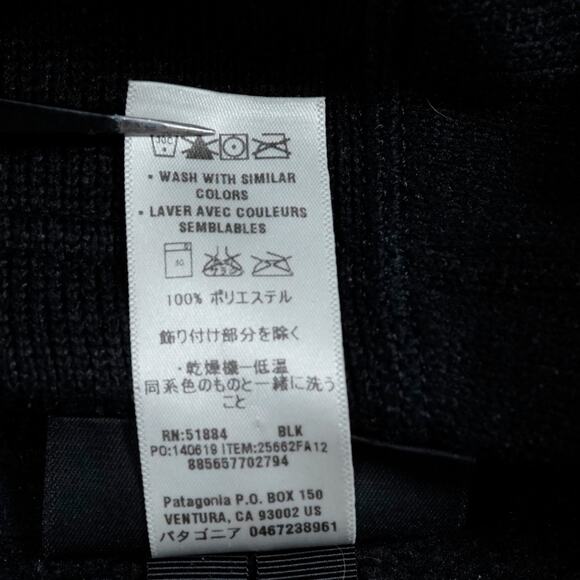 30C
• WASH WITH SIMILAR
COLORS
• LAVER AVEC COULEURS
SEMBLABLES
30
100% ポリエステル
飾り付け部分を除く
・乾燥機－低温
同系色のものと一緒に洗う
こと
RN:51884 BLK
PO:140619 ITEM:25662FA12
885657702794
Patagonia P.O. BOX 150
VENTURA, CA 93002 US
パタゴニア 0467238961